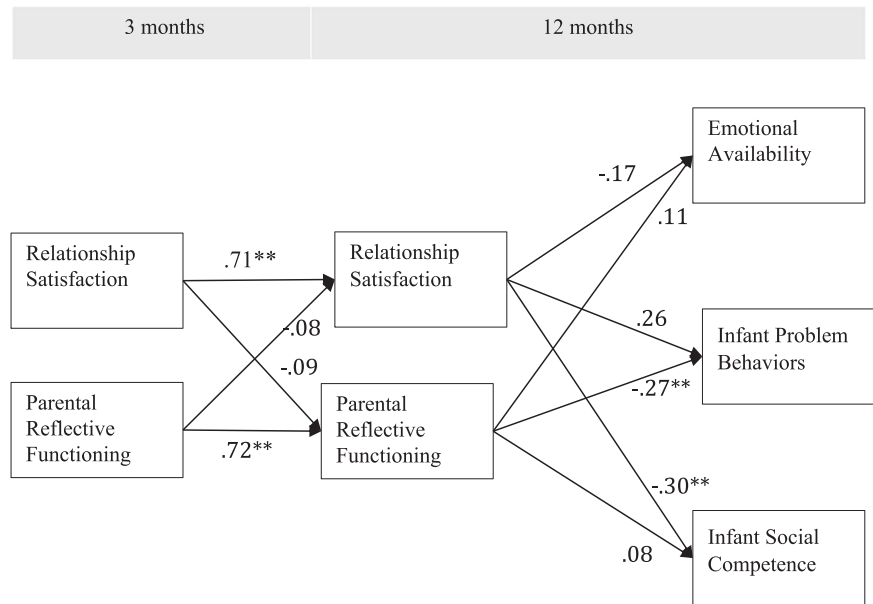 3 months
12 months
Emotional
Availability
-.17
.11
Relationship
Satisfaction
.71**
Relationship
Satisfaction
-.08
.26
Infant Problem
Behaviors
-.09
-.27**
Parental
Reflective
Functioning
.72**
Parental
Reflective
Functioning
-.30**
.08
Infant Social
Competence